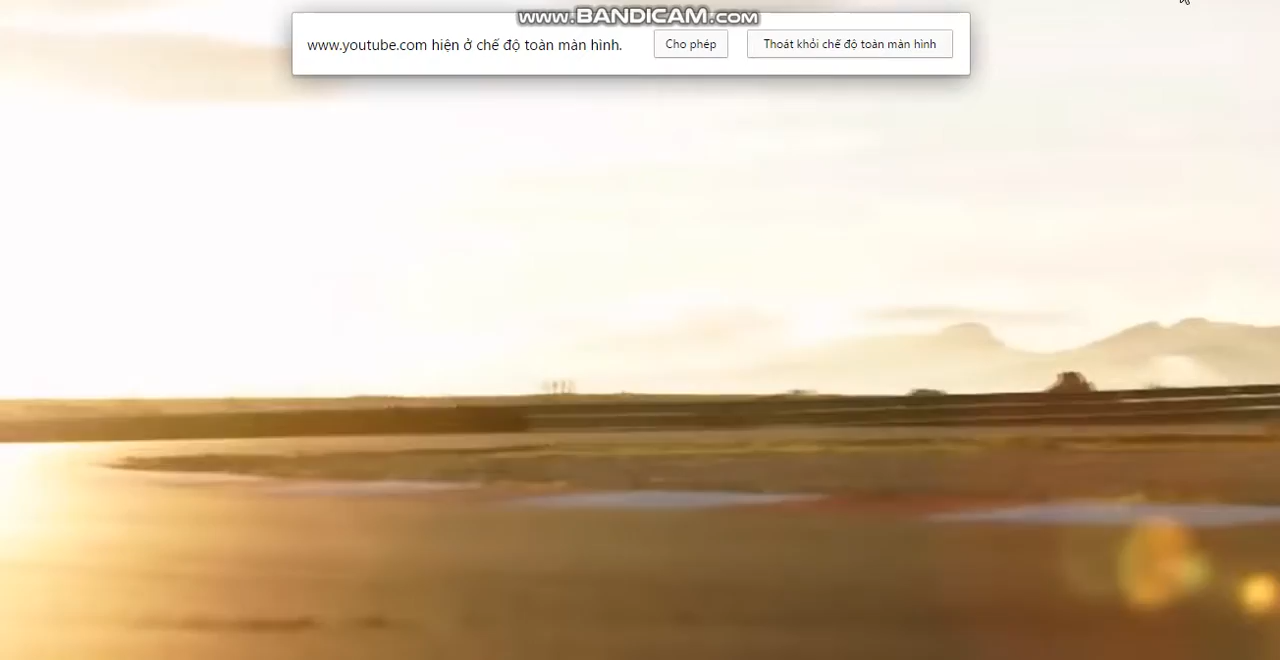 www.BANDICAM.com
www.youtube.com hiện ở chế độ toàn màn hình. Cho phép Thoát khỏi chế độ toàn màn hình